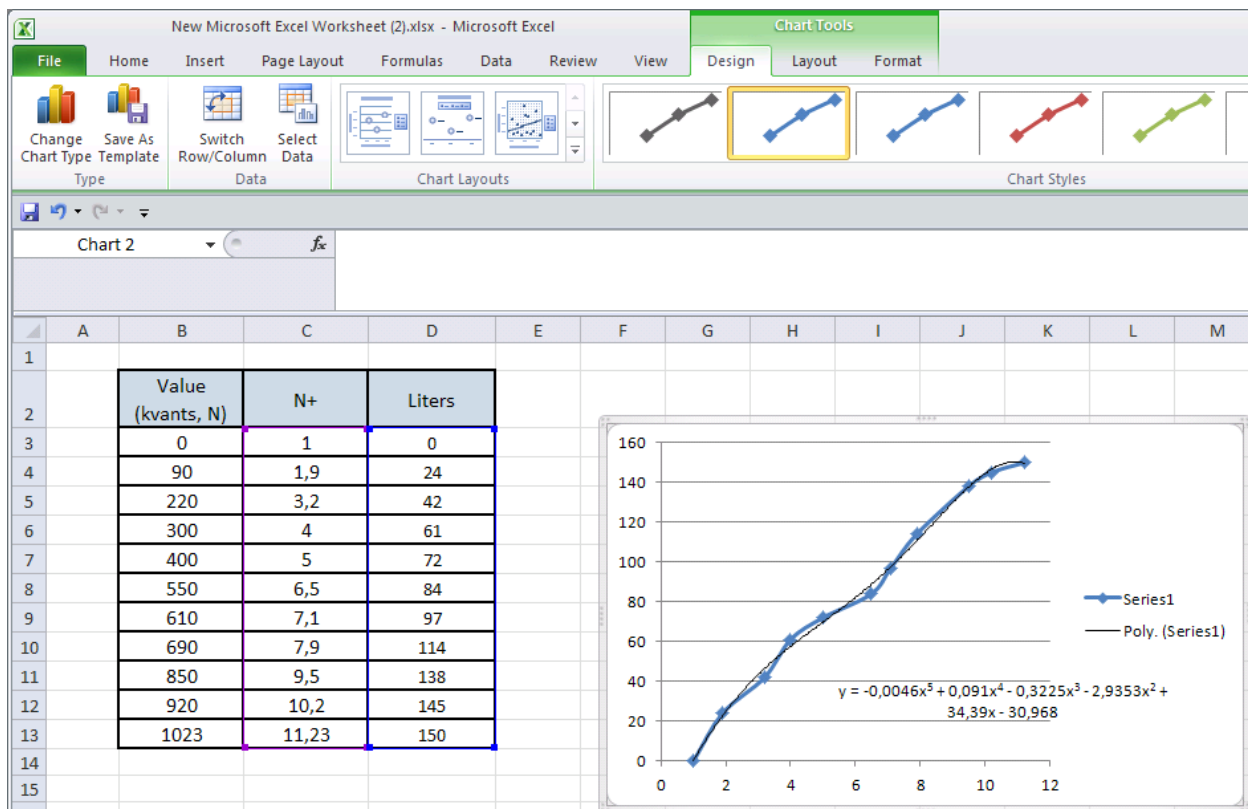 New Microsoft Excel Worksheet (2).xlsx - Microsoft Excel
Chart Tools
File Home Insert Page Layout Formulas Data Review View Design Layout Format
Change Chart Type
Save As Template
Switch Row/Column
Select Data
Type Data Chart Layouts Chart Styles
Chart 2 fx
A B C D E F G H I J K L M
1
2 Value (kvants, N) N+ Liters
3 0 1 0
4 90 1,9 24
5 220 3,2 42
6 300 4 61
7 400 5 72
8 550 6,5 84
9 610 7,1 97
10 690 7,9 114
11 850 9,5 138
12 920 10,2 145
13 1023 11,23 150
14
15
160
140
120
100
80
60
40
20
0
0 2 4 6 8 10 12
Series1
Poly. (Series1)
y = -0,0046x⁵ + 0,091x⁴ - 0,3225x³ - 2,9353x² +
34,39x - 30,968